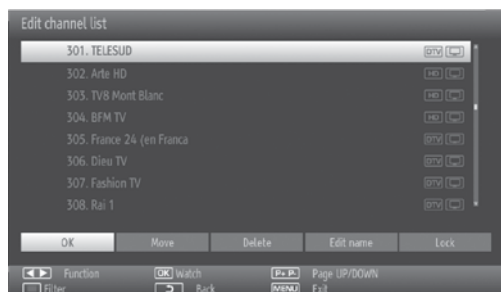 Edit channel list
301. TELESUD DTV
302. Arte HD HD
303. TV8 Mont Blanc HD
304. BFM TV HD
305. France 24 (en Franca DTV
306. Dieu TV DTV
307. Fashion TV DTV
308. Rai 1 DTV
OK Move Delete Edit name Lock
Function OK Watch P+ P- Page UP/DOWN
Filter Back MENU Exit